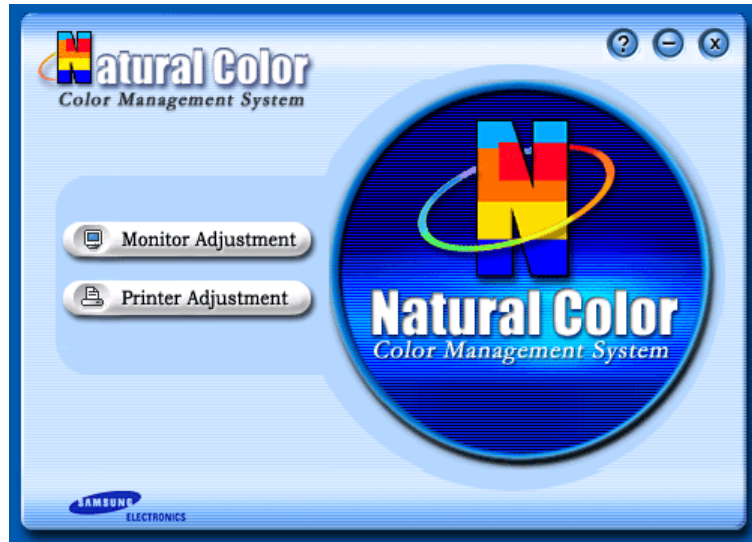 Natural Color
Color Management System
?
x
Monitor Adjustment
Printer Adjustment
N
Natural Color
Color Management System
SAMSUNG
ELECTRONICS